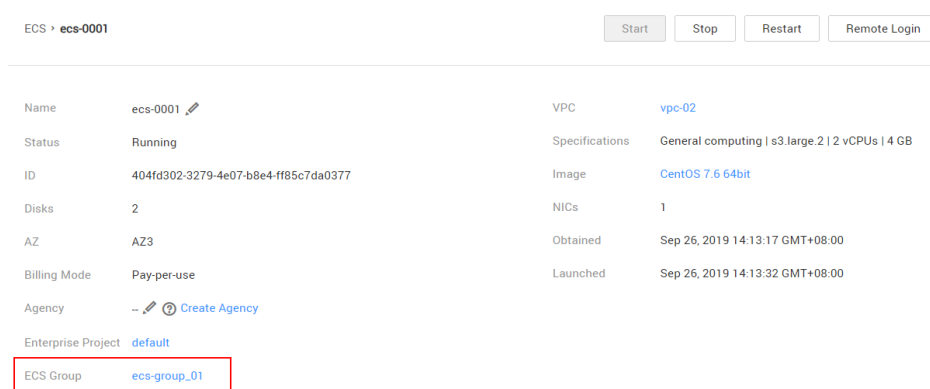 ECS > ecs-0001
Start Stop Restart Remote Login
Name ecs-0001
Status Running
ID 404fd302-3279-4e07-b8e4-ff85c7da0377
Disks 2
AZ AZ3
Billing Mode Pay-per-use
Agency -- ? Create Agency
Enterprise Project default
ECS Group ecs-group_01
VPC vpc-02
Specifications General computing | s3.large.2 | 2 vCPUs | 4 GB
Image CentOS 7.6 64bit
NICs 1
Obtained Sep 26, 2019 14:13:17 GMT+08:00
Launched Sep 26, 2019 14:13:32 GMT+08:00